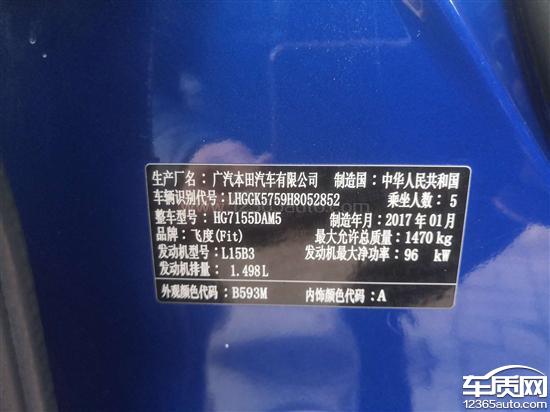 生产厂名：广汽本田汽车有限公司 制造国：中华人民共和国
车辆识别代号：LHGGK5759H8052852 乘坐人数：5
整车型号：HG7155DAM5 制造年月：2017年01月
品牌：飞度(Fit) 最大允许总质量：1470kg
发动机型号：L15B3 发动机最大净功率：96 kW
发动机排量：1.498L
外观颜色代码：B593M 内饰颜色代码：A
车质网
12365auto.com